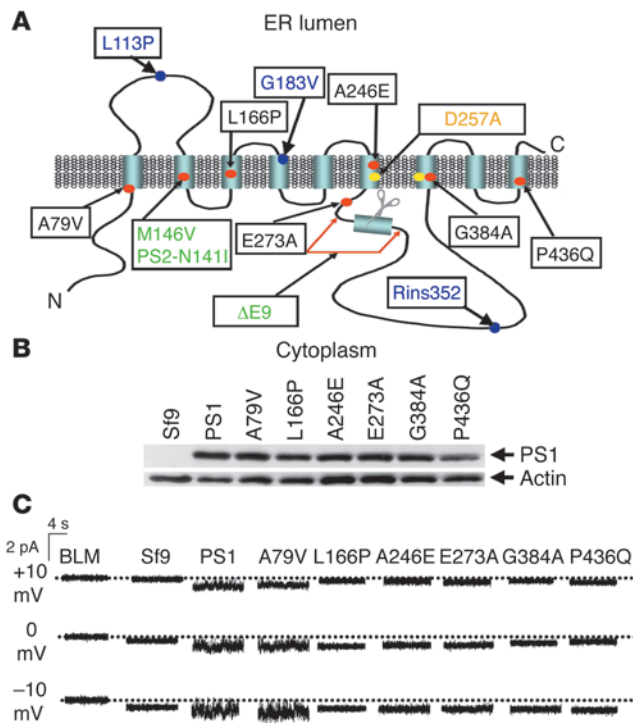 A
ER lumen
L113P
G183V
A246E
L166P
D257A
C
A79V
M146V
PS2-N141I
E273A
G384A
P436Q
N
Rins352
ΔE9
B
Cytoplasm
Sf9 PS1 A79V L166P A246E E273A G384A P436Q
PS1
Actin
C
4 s
2 pA
BLM Sf9 PS1 A79V L166P A246E E273A G384A P436Q
+10
mV
0
mV
−10
mV